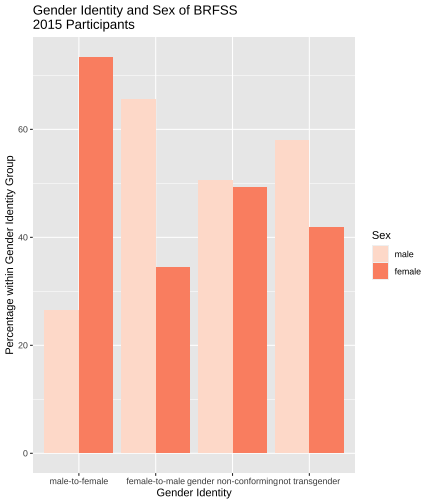 Gender Identity and Sex of BRFSS
2015 Participants
Percentage within Gender Identity Group
60
40
20
0
Sex
male
female
male-to-female female-to-male gender non-conforming not transgender
Gender Identity